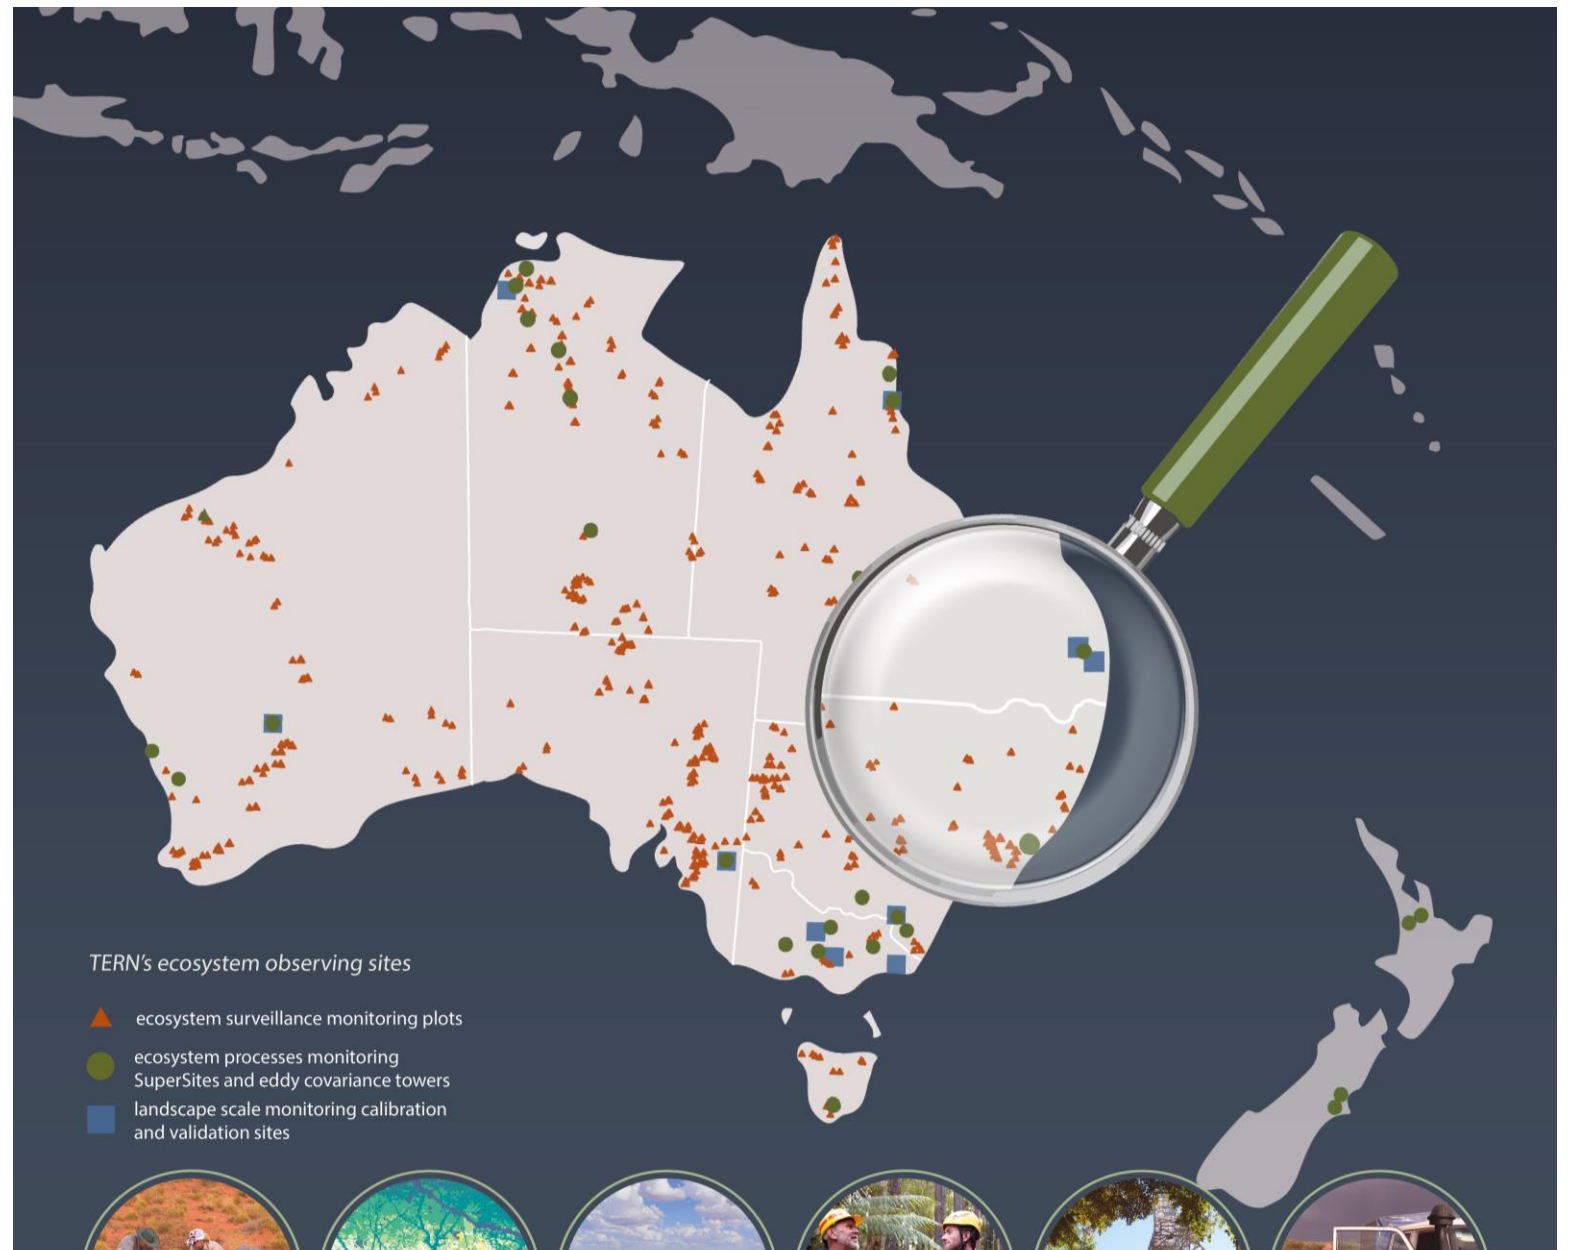 TERN's ecosystem observing sites
ecosystem surveillance monitoring plots
ecosystem processes monitoring
SuperSites and eddy covariance towers
landscape scale monitoring calibration
and validation sites